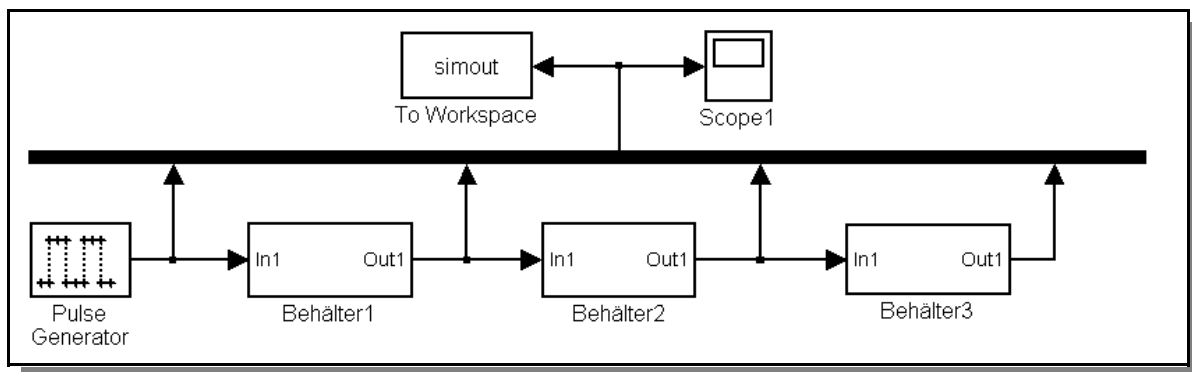 simout
To Workspace
Scope1
In1 Out1
In1 Out1
In1 Out1
Pulse
Generator
Behälter1
Behälter2
Behälter3